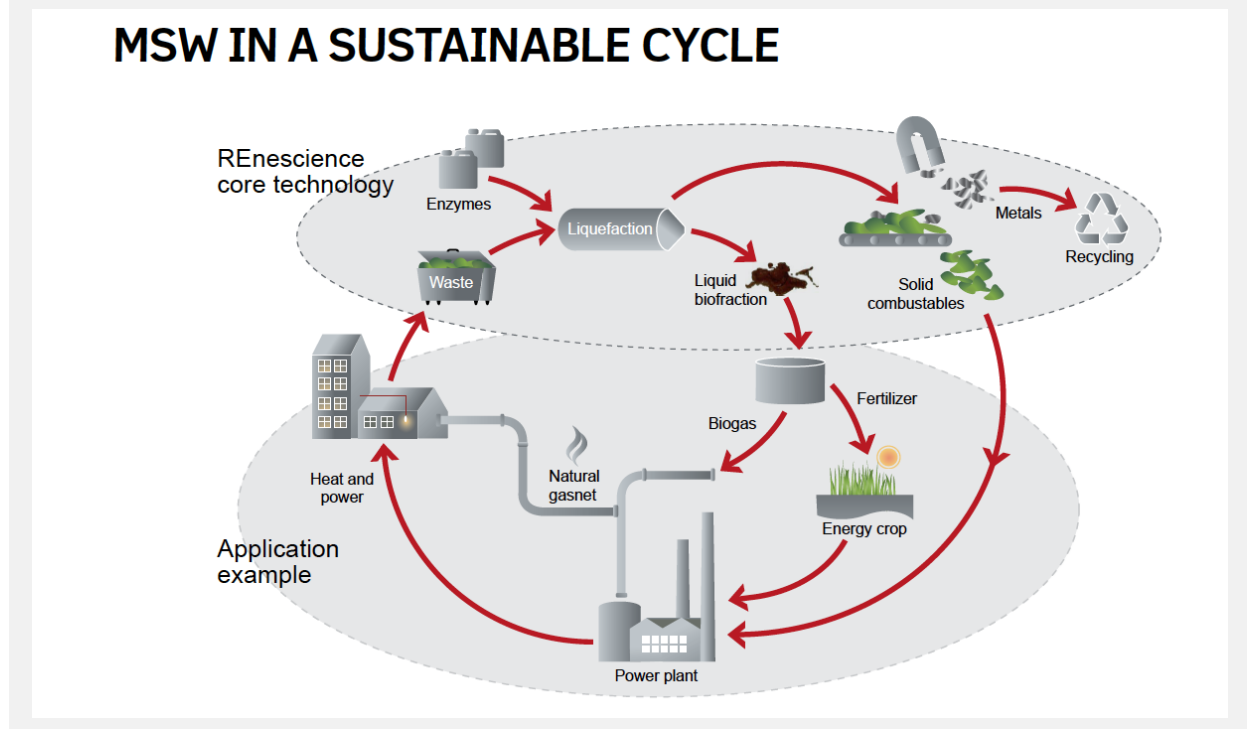 MSW IN A SUSTAINABLE CYCLE
REnescience
core technology
Enzymes
Liquefaction
Waste
Metals
Recycling
Liquid
biofraction
Solid
combustables
Fertilizer
Biogas
Natural
gasnet
Heat and
power
Energy crop
Application
example
Power plant